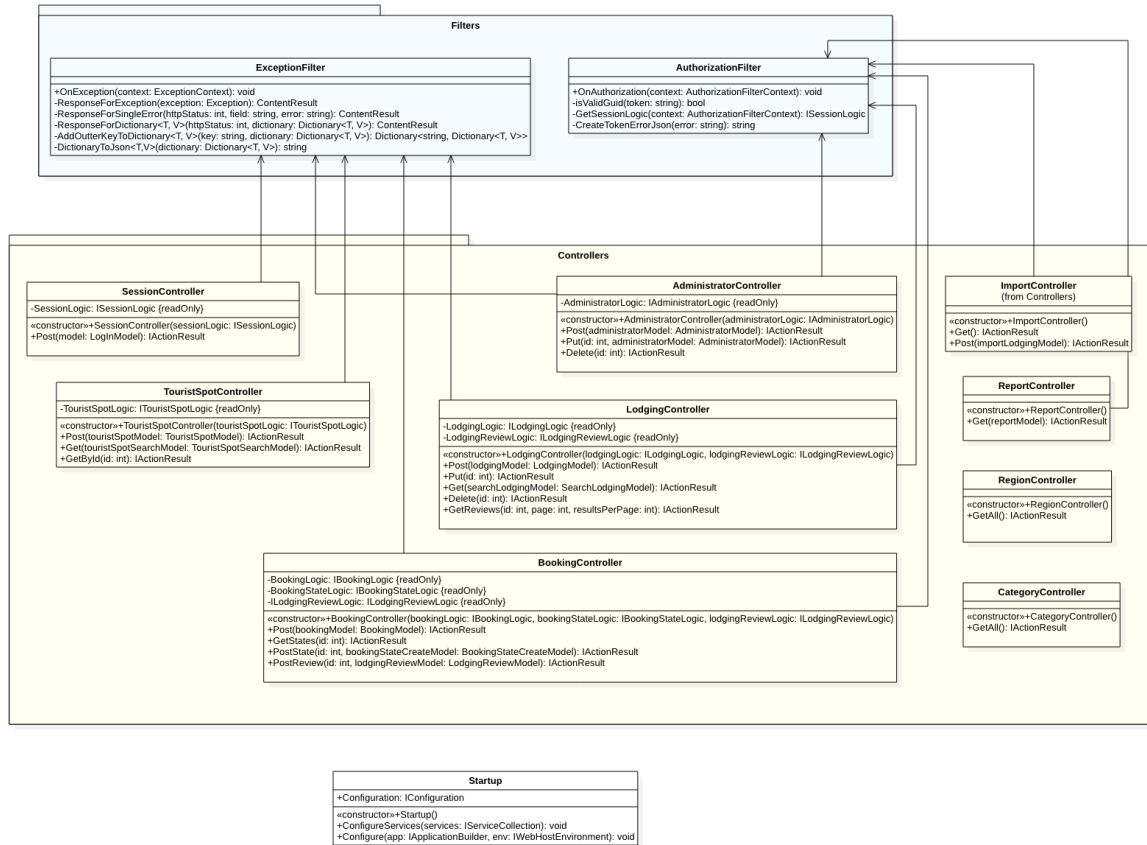 Filters
ExceptionFilter
+OnException(context: ExceptionContext): void
-ResponseForException(exception: Exception): ContentResult
-ResponseForSingleError(httpStatus: int, field: string, error: string): ContentResult
-ResponseForDictionary<T, V>(httpStatus: int, dictionary: Dictionary<T, V>): ContentResult
-AddOutterKeyToDictionary<T, V>(key: string, dictionary: Dictionary<T, V>): Dictionary<string, Dictionary<T, V>>
-DictionaryToJson<T,V>(dictionary: Dictionary<T, V>): string
AuthorizationFilter
+OnAuthorization(context: AuthorizationFilterContext): void
-isValidGuid(token: string): bool
-GetSessionLogic(context: AuthorizationFilterContext): ISessionLogic
-CreateTokenErrorJson(error: string): string
Controllers
SessionController
-SessionLogic: ISessionLogic {readOnly}
«constructor»+SessionController(sessionLogic: ISessionLogic)
+Post(model: LogInModel): IActionResult
AdministratorController
-AdministratorLogic: IAdministratorLogic {readOnly}
«constructor»+AdministratorController(administratorLogic: IAdministratorLogic)
+Post(administratorModel: AdministratorModel): IActionResult
+Put(id: int, administratorModel: AdministratorModel): IActionResult
+Delete(id: int): IActionResult
ImportController
(from Controllers)
«constructor»+ImportController()
+Get(): IActionResult
+Post(importLodgingModel): IActionResult
TouristSpotController
-TouristSpotLogic: ITouristSpotLogic {readOnly}
«constructor»+TouristSpotController(touristSpotLogic: ITouristSpotLogic)
+Post(touristSpotModel: TouristSpotModel): IActionResult
+Get(touristSpotSearchModel: TouristSpotSearchModel): IActionResult
+GetById(id: int): IActionResult
LodgingController
-LodgingLogic: ILodgingLogic {readOnly}
-LodgingReviewLogic: ILodgingReviewLogic {readOnly}
«constructor»+LodgingController(lodgingLogic: ILodgingLogic, lodgingReviewLogic: ILodgingReviewLogic)
+Post(lodgingModel: LodgingModel): IActionResult
+Put(id: int): IActionResult
+Get(searchLodgingModel: SearchLodgingModel): IActionResult
+Delete(id: int): IActionResult
+GetReviews(id: int, page: int, resultsPerPage: int): IActionResult
ReportController
«constructor»+ReportController()
+Get(reportModel): IActionResult
RegionController
«constructor»+RegionController()
+GetAll(): IActionResult
BookingController
-BookingLogic: IBookingLogic {readOnly}
-BookingStateLogic: IBookingStateLogic {readOnly}
-ILodgingReviewLogic: ILodgingReviewLogic {readOnly}
«constructor»+BookingController(bookingLogic: IBookingLogic, bookingStateLogic: IBookingStateLogic, lodgingReviewLogic: ILodgingReviewLogic)
+Post(bookingModel: BookingModel): IActionResult
+GetStates(id: int): IActionResult
+PostState(id: int, bookingStateCreateModel: BookingStateCreateModel): IActionResult
+PostReview(id: int, lodgingReviewModel: LodgingReviewModel): IActionResult
CategoryController
«constructor»+CategoryController()
+GetAll(): IActionResult
Startup
+Configuration: IConfiguration
«constructor»+Startup()
+ConfigureServices(services: IServiceCollection): void
+Configure(app: IApplicationBuilder, env: IWebHostEnvironment): void